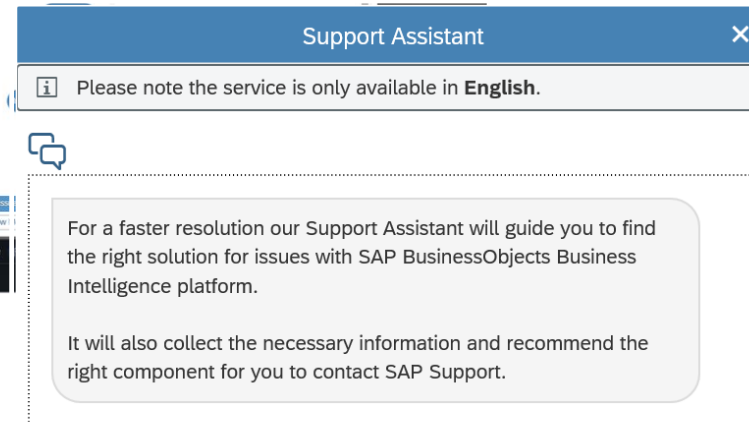 Support Assistant
Please note the service is only available in English.
For a faster resolution our Support Assistant will guide you to find
the right solution for issues with SAP BusinessObjects Business
Intelligence platform.
It will also collect the necessary information and recommend the
right component for you to contact SAP Support.